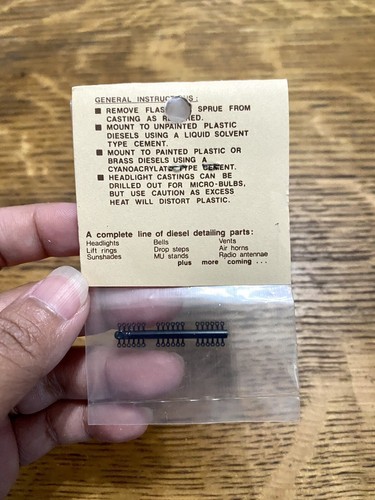 GENERAL INSTRUC S:
■ REMOVE FLAS SPRUE FROM
CASTING AS R RED.
■ MOUNT TO UNPAINTED PLASTIC
DIESELS USING A LIQUID SOLVENT
TYPE CEMENT.
■ MOUNT TO PAINTED PLASTIC OR
BRASS DIESELS USING A
CYANOACRYLATE TYPE CEMENT.
■ HEADLIGHT CASTINGS CAN BE
DRILLED OUT FOR MICRO-BULBS,
BUT USE CAUTION AS EXCESS
HEAT WILL DISTORT PLASTIC.
A complete line of diesel detailing parts:
Headlights Bells Vents
Lift rings Drop steps Air horns
Sunshades MU stands Radio antennae
plus more coming ...